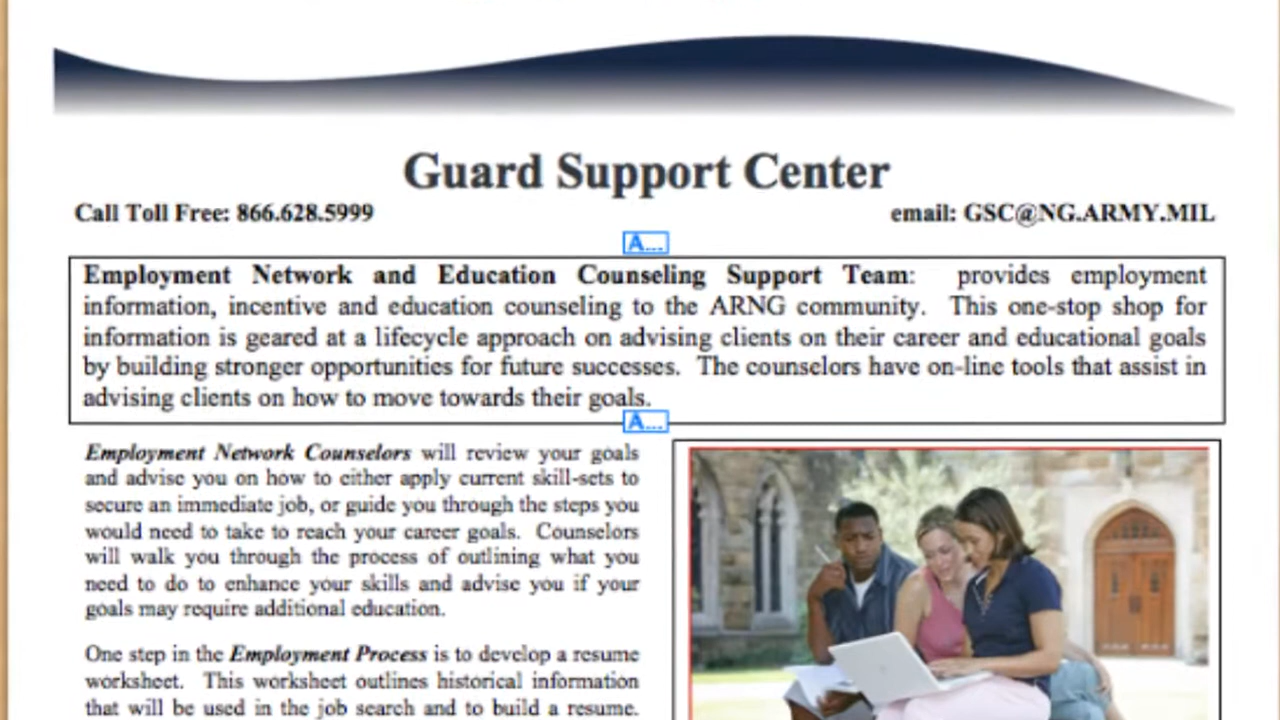 Guard Support Center
Call Toll Free: 866.628.5999
email: GSC@NG.ARMY.MIL
A...
Employment Network and Education Counseling Support Team: provides employment
information, incentive and education counseling to the ARNG community. This one-stop shop for
information is geared at a lifecycle approach on advising clients on their career and educational goals
by building stronger opportunities for future successes. The counselors have on-line tools that assist in
advising clients on how to move towards their goals.
A...
Employment Network Counselors will review your goals
and advise you on how to either apply current skill-sets to
secure an immediate job, or guide you through the steps you
would need to take to reach your career goals. Counselors
will walk you through the process of outlining what you
need to do to enhance your skills and advise you if your
goals may require additional education.
One step in the Employment Process is to develop a resume
worksheet. This worksheet outlines historical information
that will be used in the job search and to build a resume.